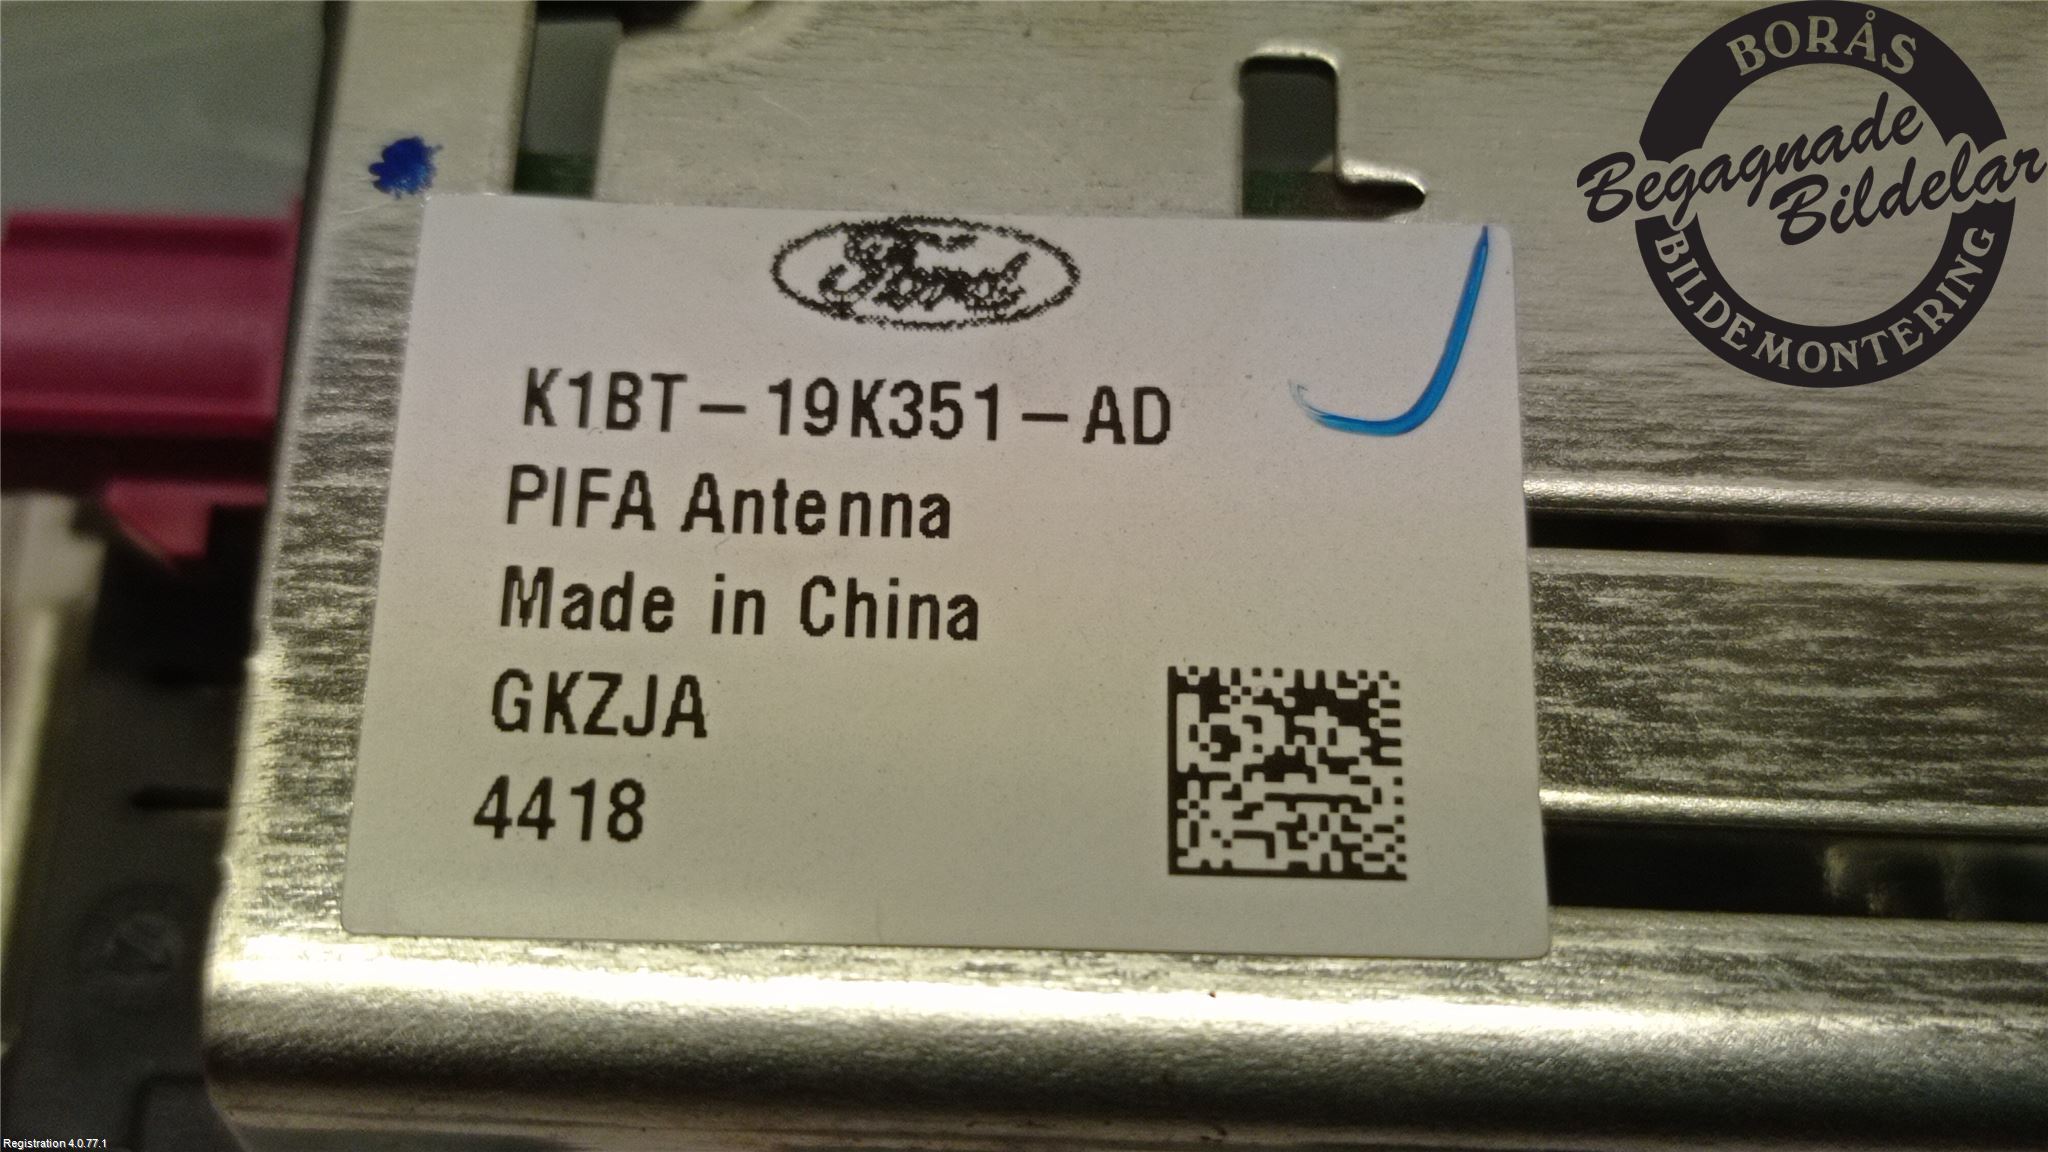 BORÅS
Begagnade
Bildelar
BILDEMONTERING
Ford
K1BT-19K351-AD
PIFA Antenna
Made in China
GKZJA
4418
Registration 4.0.77.1